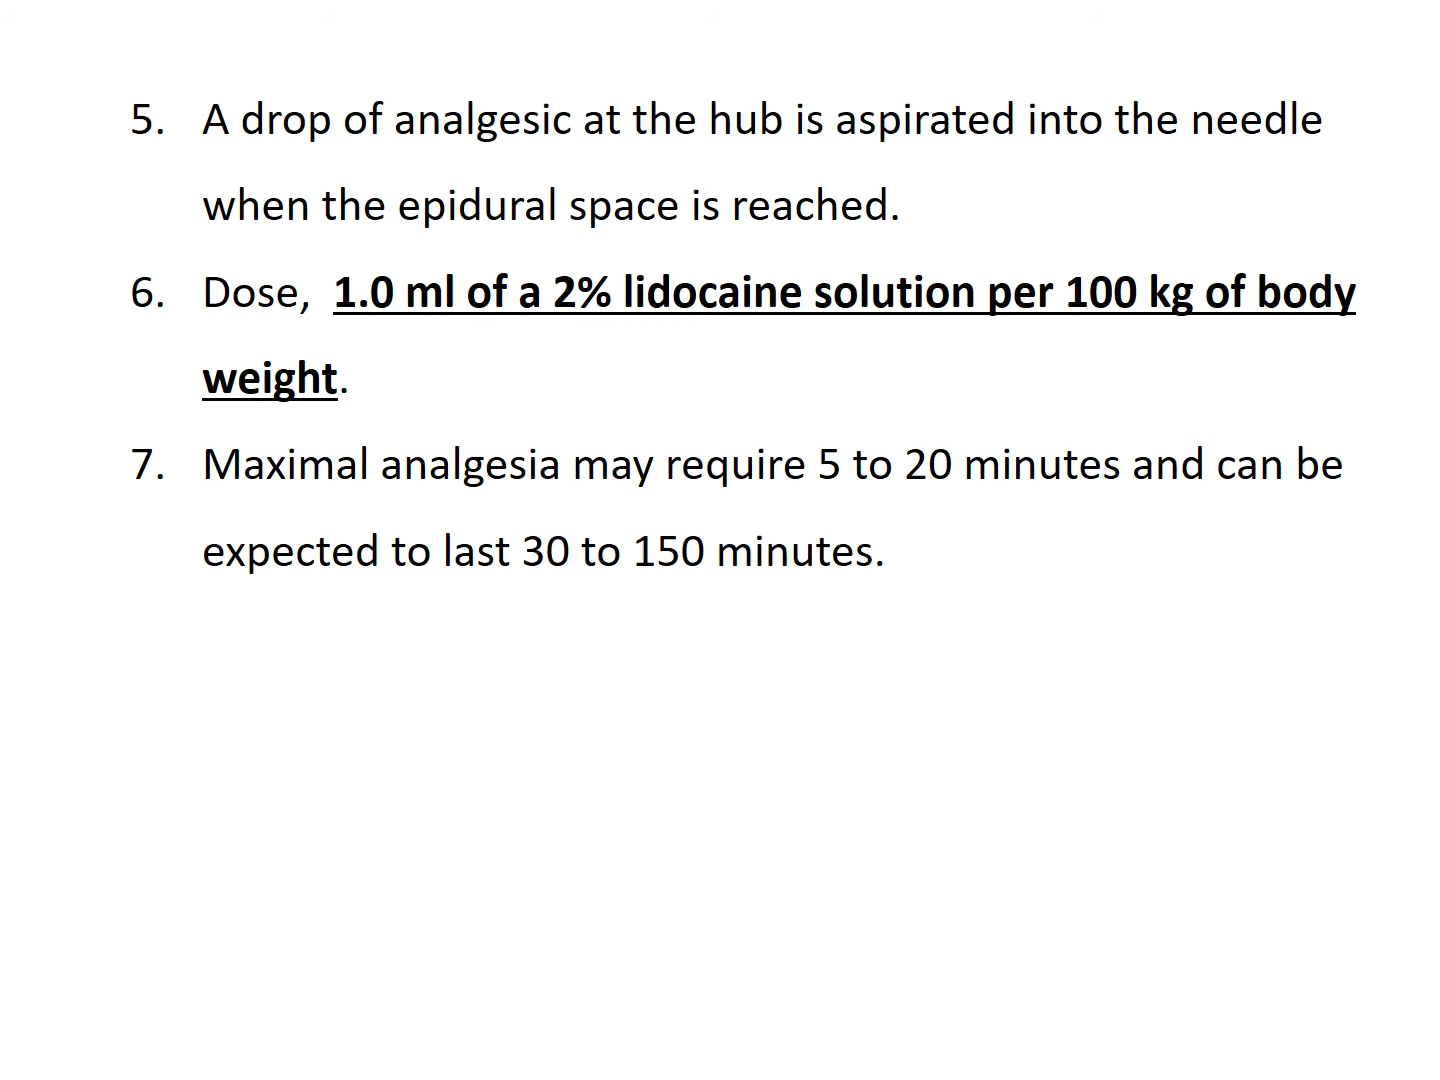 5. A drop of analgesic at the hub is aspirated into the needle
when the epidural space is reached.
6. Dose, 1.0 ml of a 2% lidocaine solution per 100 kg of body
weight.
7. Maximal analgesia may require 5 to 20 minutes and can be
expected to last 30 to 150 minutes.